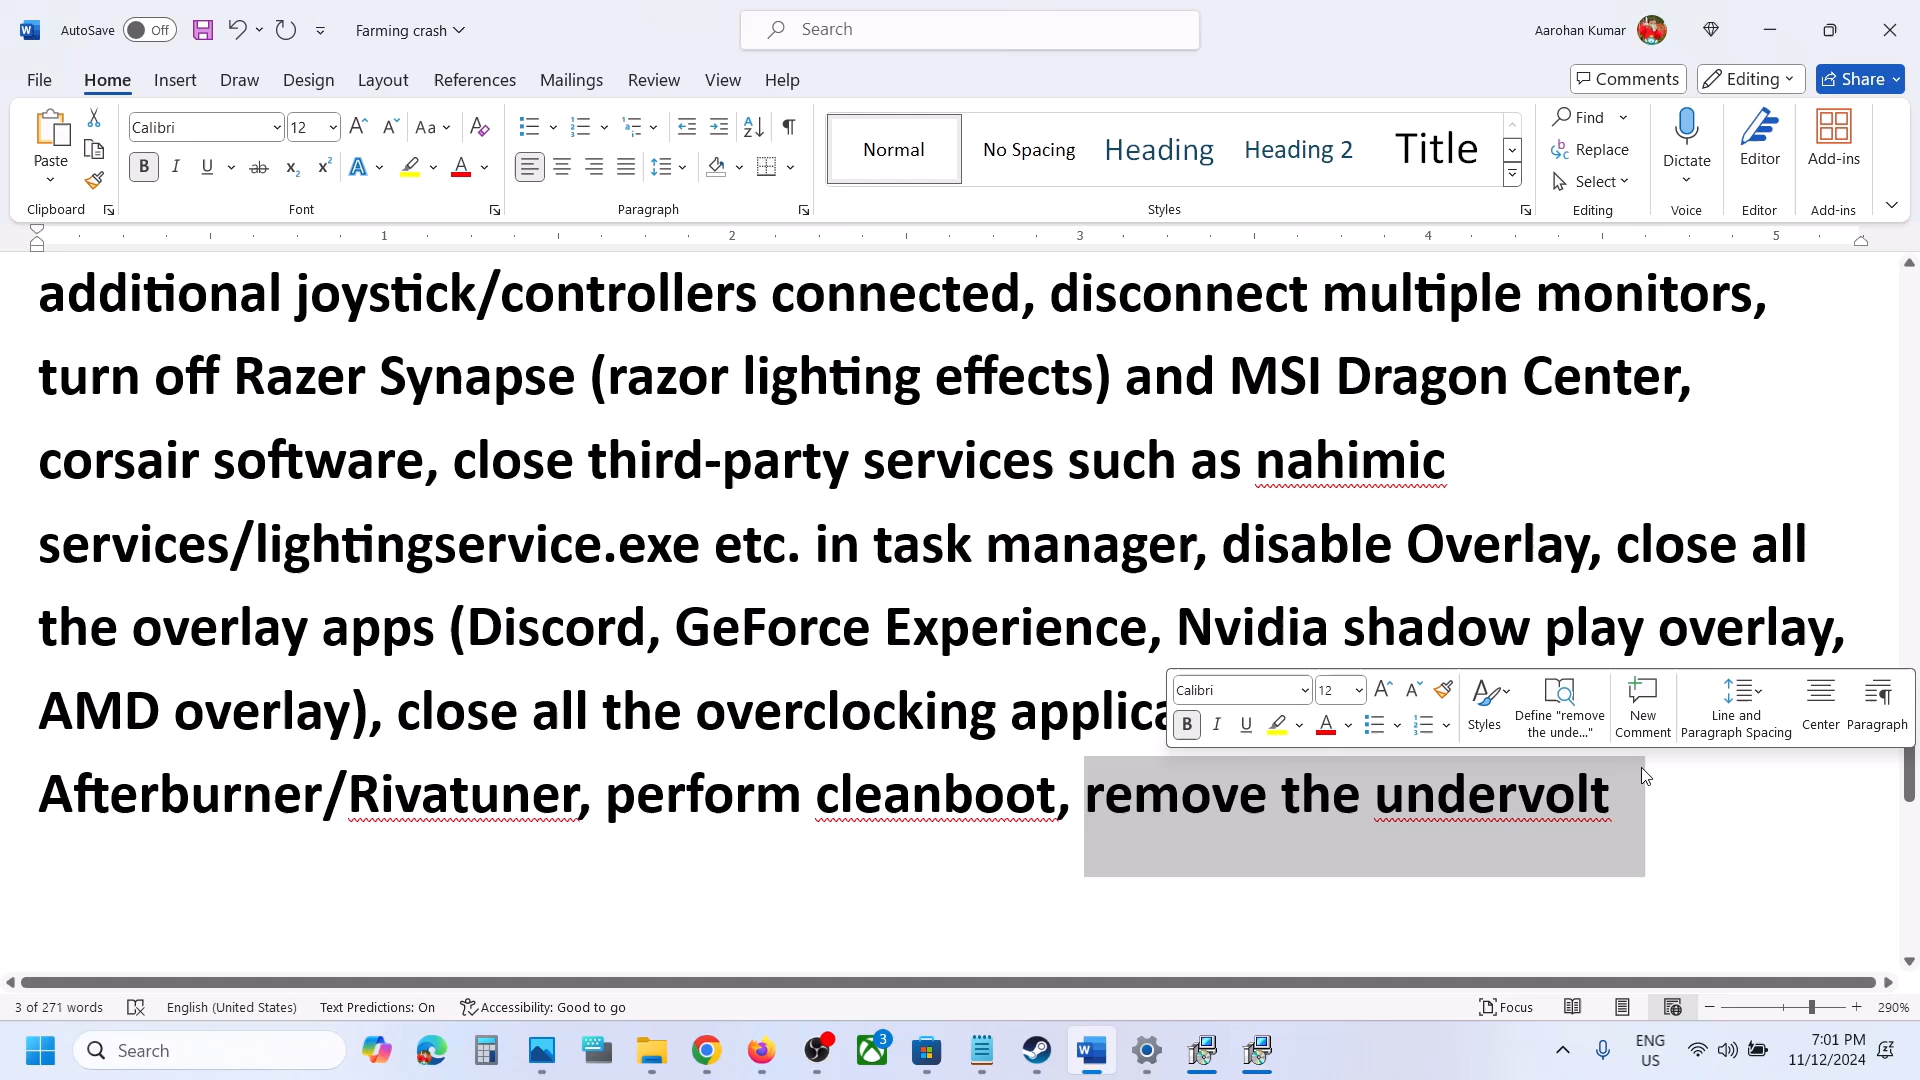 AutoSave Off Farming crash Search Aarohan Kumar
File Home Insert Draw Design Layout References Mailings Review View Help Comments Editing Share
Paste Calibri 12 Aa Normal No Spacing Heading Heading 2 Title Find Replace Select Dictate Editor Add-ins
Clipboard Font Paragraph Styles Editing Voice Editor Add-ins
1 2 3 4 5
additional joystick/controllers connected, disconnect multiple monitors,
turn off Razer Synapse (razor lighting effects) and MSI Dragon Center,
corsair software, close third-party services such as nahimic
services/lightingservice.exe etc. in task manager, disable Overlay, close all
the overlay apps (Discord, GeForce Experience, Nvidia shadow play overlay,
AMD overlay), close all the overclocking applica
Calibri 12 Styles Define "remove the unde..." New Comment Line and Paragraph Spacing Center Paragraph
Afterburner/Rivatuner, perform cleanboot, remove the undervolt
3 of 271 words English (United States) Text Predictions: On Accessibility: Good to go Focus 290%
Search 3 ENG US 7:01 PM 11/12/2024